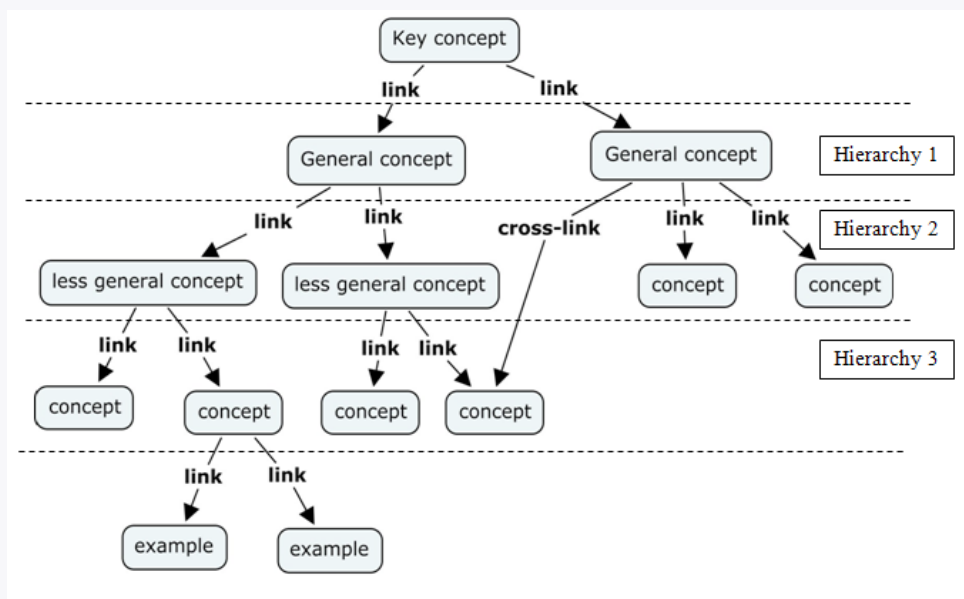 Key concept
link
link
General concept
General concept
Hierarchy 1
link
link
cross-link
link
link
Hierarchy 2
less general concept
less general concept
concept
concept
link
link
link
link
Hierarchy 3
concept
concept
concept
concept
link
link
example
example